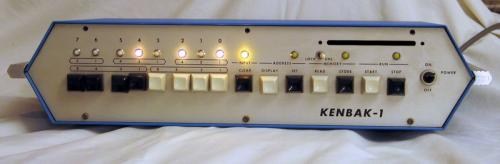 7 6 5 4 3 2 1 0
INPUT ADDRESS LOCK MEMORY RUN
CLEAR DISPLAY SET READ STORE START STOP
ON
POWER
OFF
KENBAK-1